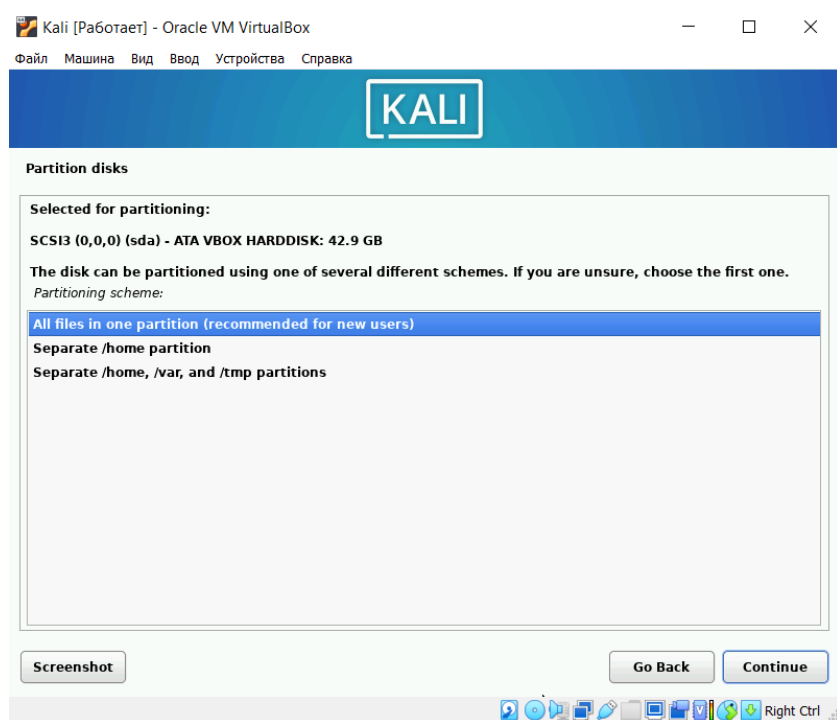 Kali [Работает] - Oracle VM VirtualBox
Файл Машина Вид Ввод Устройства Справка
KALI
Partition disks
Selected for partitioning:
SCSI3 (0,0,0) (sda) - ATA VBOX HARDDISK: 42.9 GB
The disk can be partitioned using one of several different schemes. If you are unsure, choose the first one.
Partitioning scheme:
All files in one partition (recommended for new users)
Separate /home partition
Separate /home, /var, and /tmp partitions
Screenshot Go Back Continue
Right Ctrl